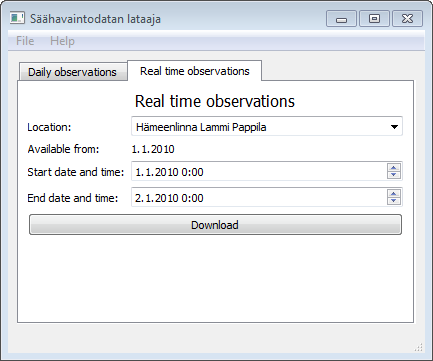 Säähavaintodatan lataaja
File Help
Daily observations Real time observations
Real time observations
Location: Hämeenlinna Lammi Pappila
Available from: 1.1.2010
Start date and time: 1.1.2010 0:00
End date and time: 2.1.2010 0:00
Download